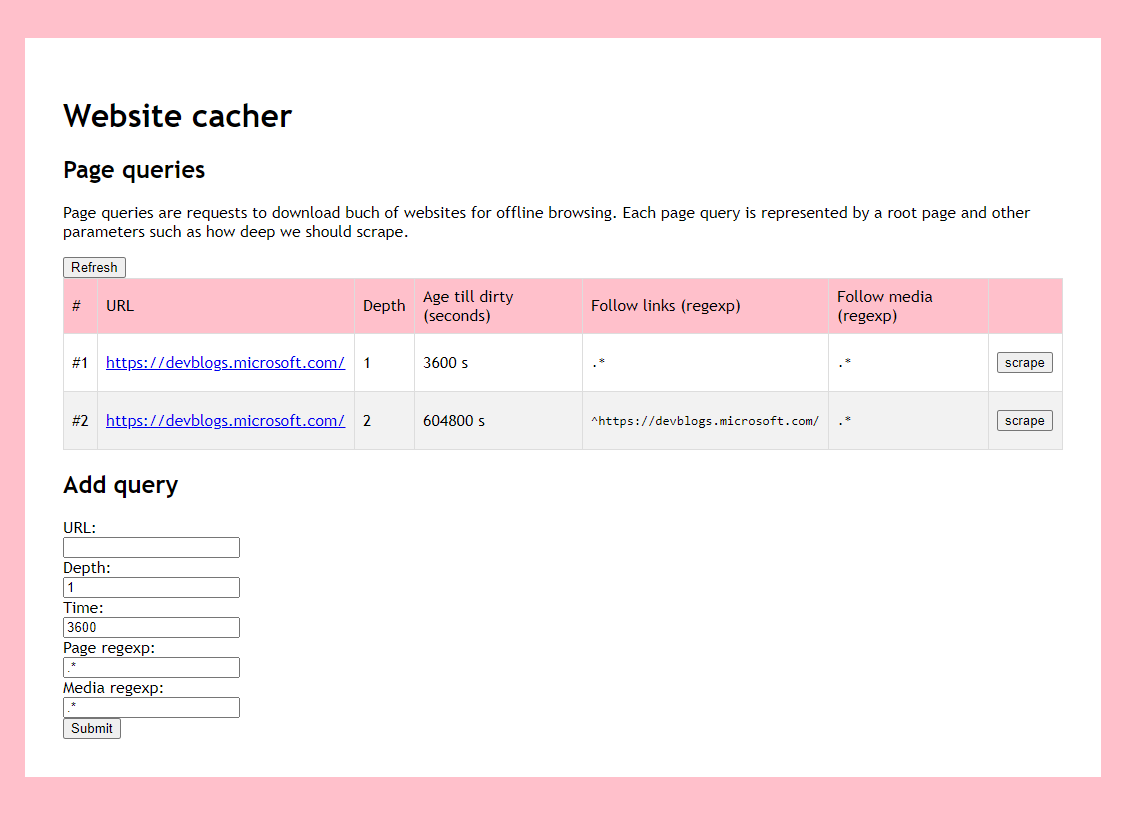 Website cacher
Page queries
Page queries are requests to download buch of websites for offline browsing. Each page query is represented by a root page and other
parameters such as how deep we should scrape.
Refresh
# URL Depth Age till dirty (seconds) Follow links (regexp) Follow media (regexp)
#1 https://devblogs.microsoft.com/ 1 3600 s .* .* scrape
#2 https://devblogs.microsoft.com/ 2 604800 s ^https://devblogs.microsoft.com/ .* scrape
Add query
URL:
Depth:
1
Time:
3600
Page regexp:
.*
Media regexp:
.*
Submit